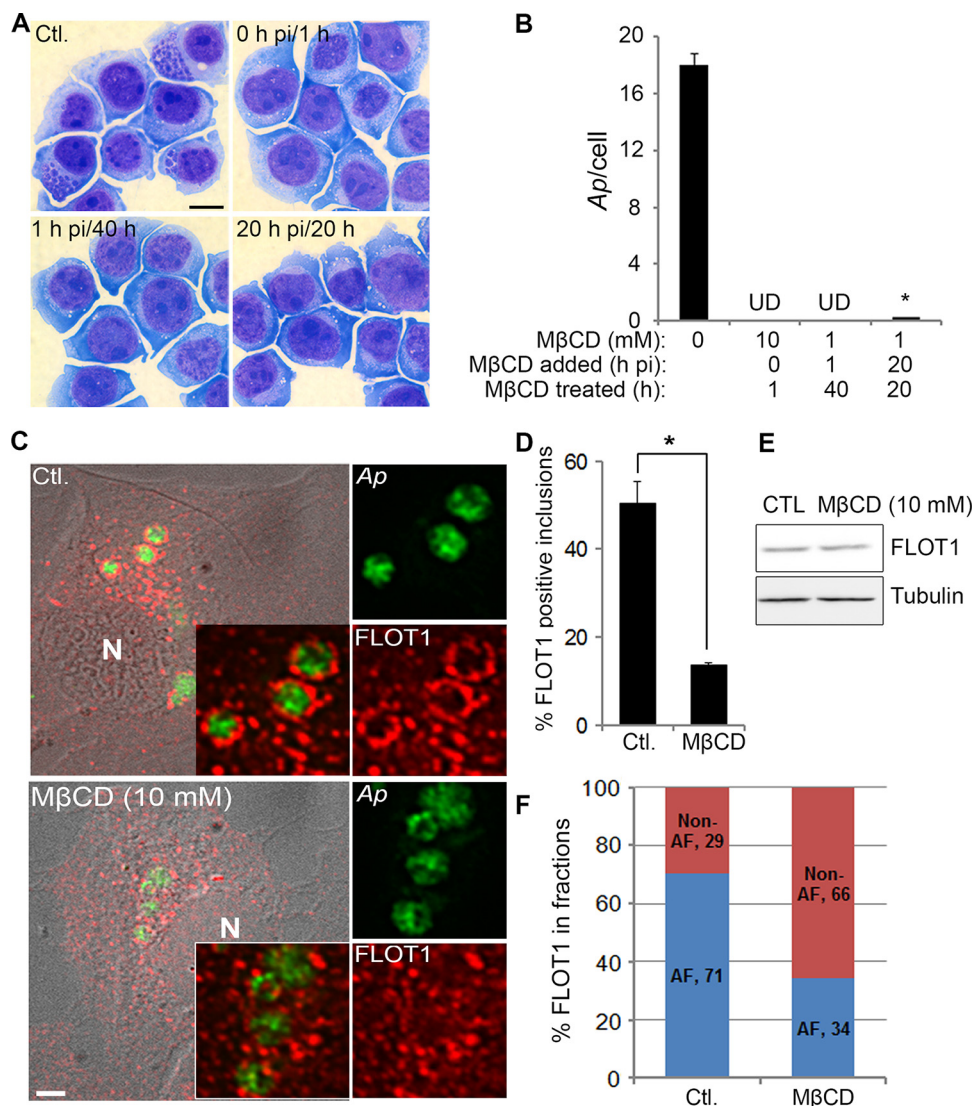 A
Ctl.
0 h pi/1 h
1 h pi/40 h
20 h pi/20 h
B
Ap/cell
20
16
12
8
4
0
UD
UD
*
MβCD (mM): 0 10 1 1
MβCD added (h pi): 0 1 20
MβCD treated (h): 1 40 20
C
Ctl.
Ap
N
FLOT1
MβCD (10 mM)
Ap
N
FLOT1
D
% FLOT1 positive inclusions
60
40
20
0
*
Ctl. MβCD
E
CTL MβCD (10 mM)
FLOT1
Tubulin
F
% FLOT1 in fractions
100
80
60
40
20
0
Non-
AF, 29
AF, 71
Non-
AF, 66
AF, 34
Ctl. MβCD